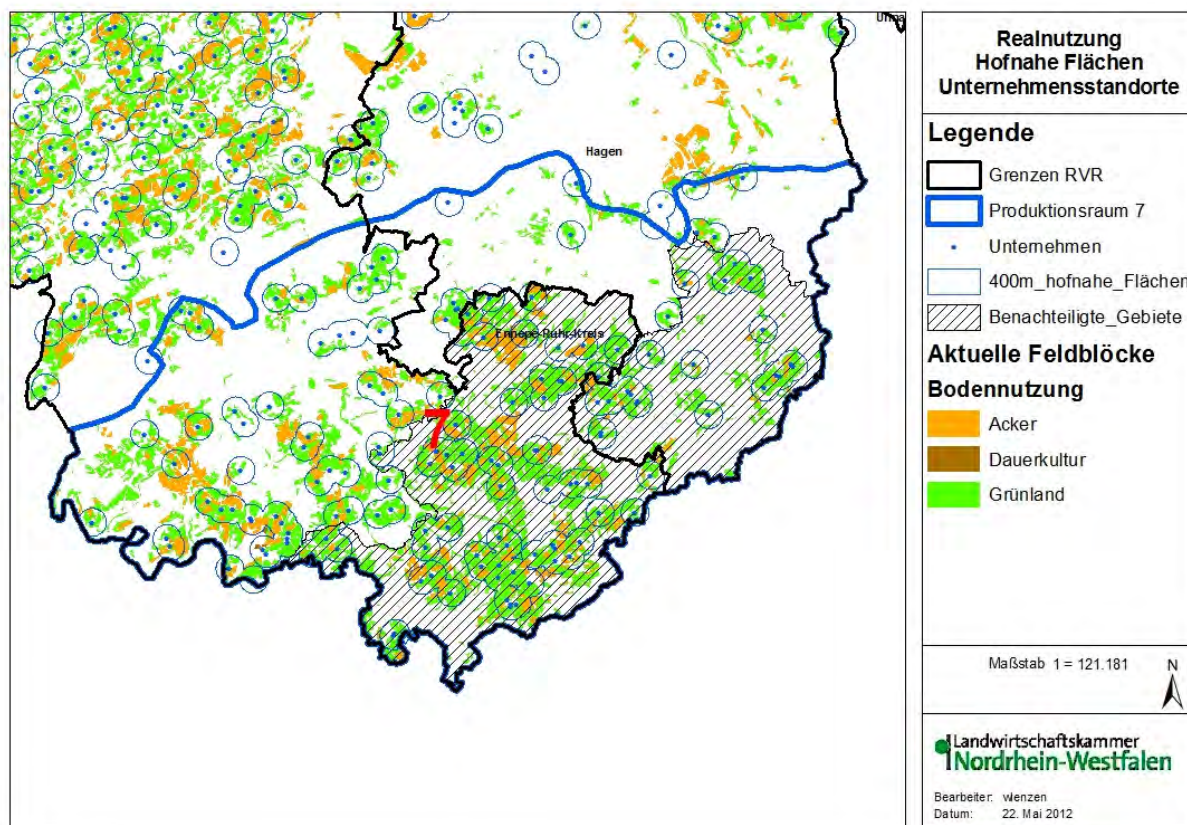 Hagen
Ennepe-Ruhr-Kreis
7
Realnutzung
Hofnahe Flächen
Unternehmensstandorte
Legende
Grenzen RVR
Produktionsraum 7
Unternehmen
400m_hofnahe_Flächen
Benachteiligte_Gebiete
Aktuelle Feldblöcke
Bodennutzung
Acker
Dauerkultur
Grünland
Maßstab 1 = 121.181
N
Landwirtschaftskammer
Nordrhein-Westfalen
Bearbeiter: wienzen
Datum: 22. Mai 2012